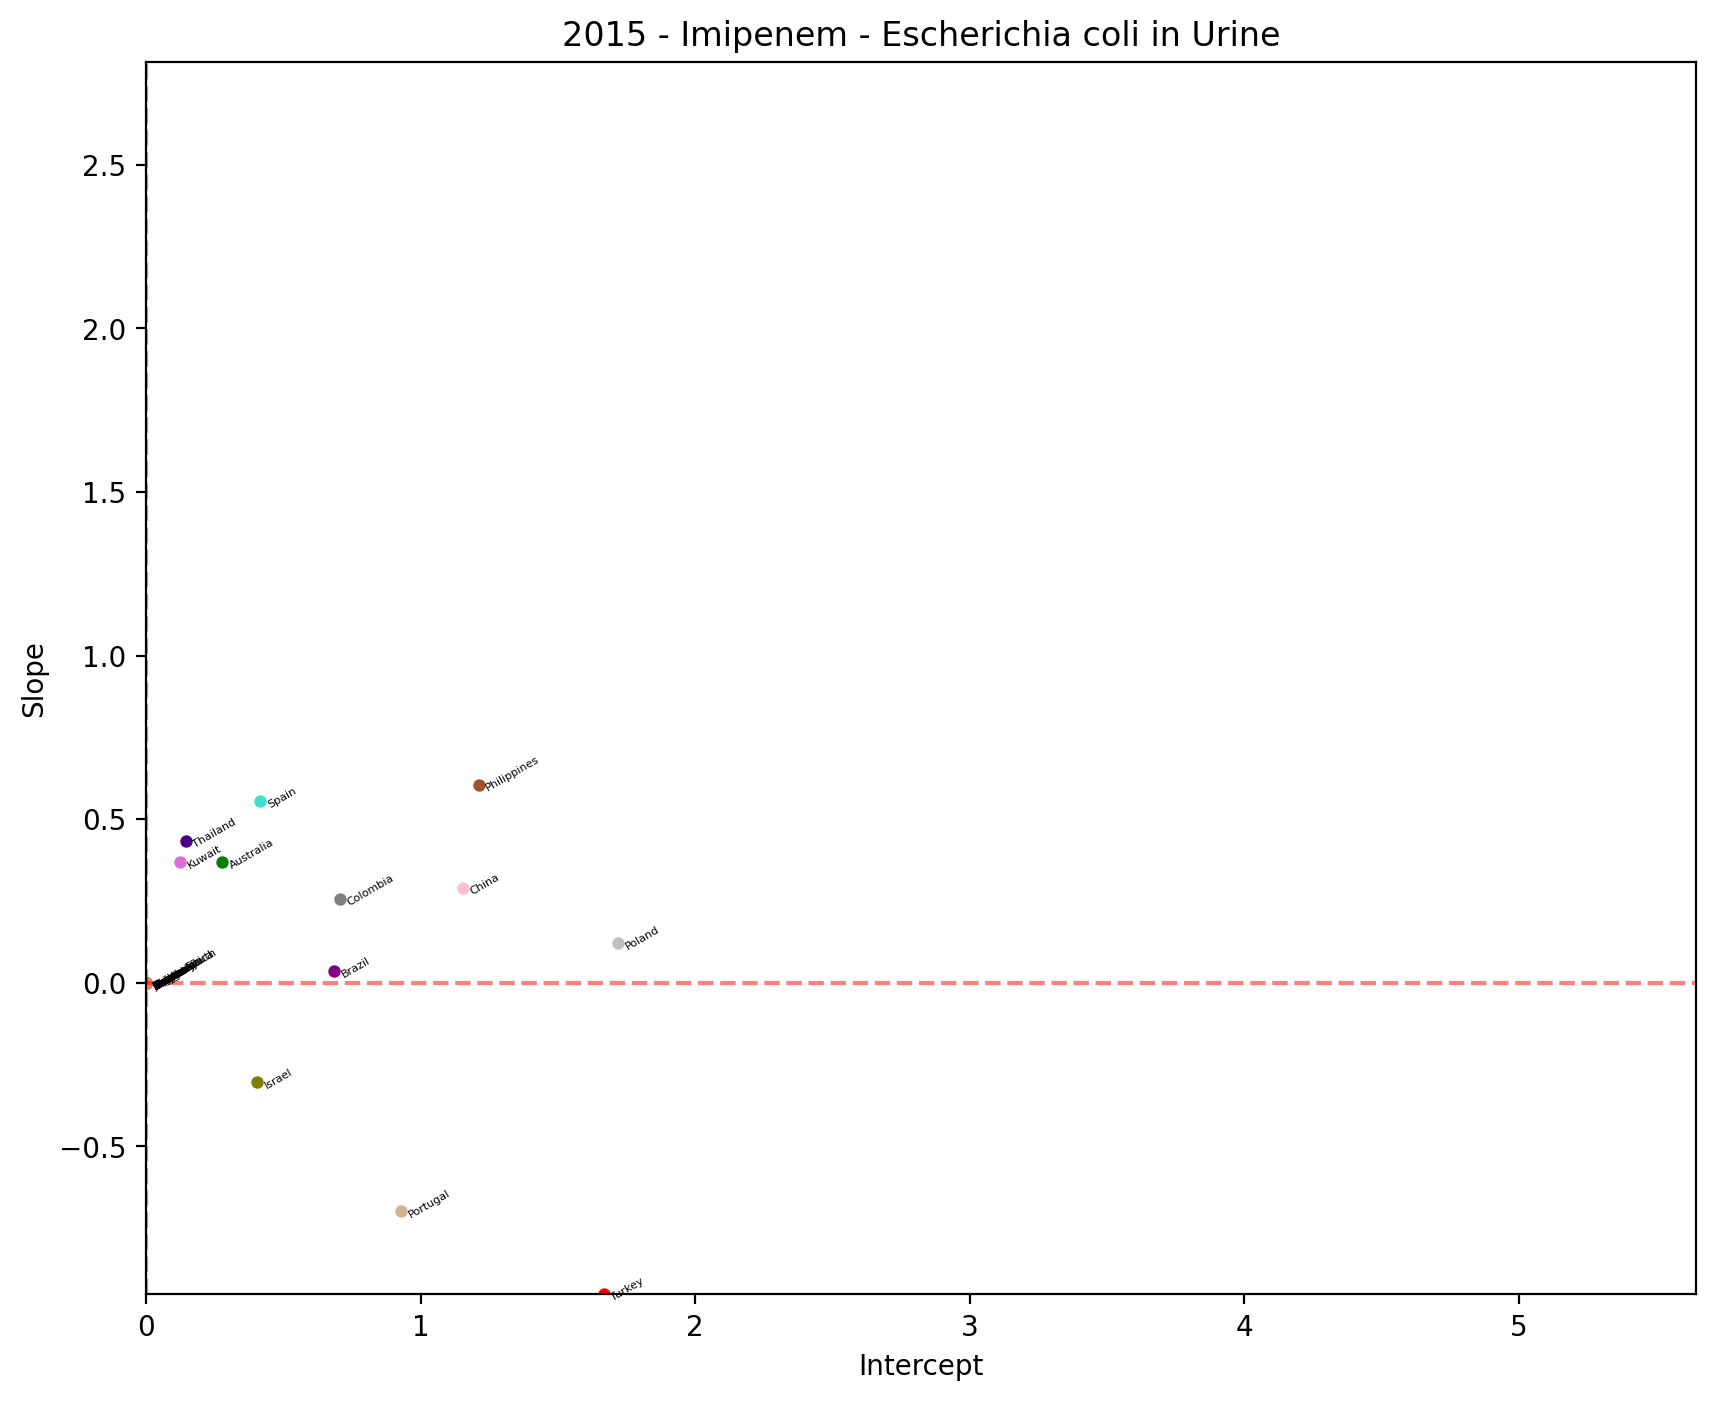 2015 - Imipenem - Escherichia coli in Urine
2.5
2.0
1.5
1.0
0.5
0.0
−0.5
Slope
Philippines
Spain
Thailand
Kuwait
Australia
Colombia
China
Poland
Brazil
Israel
Portugal
Turkey
0
1
2
3
4
5
Intercept